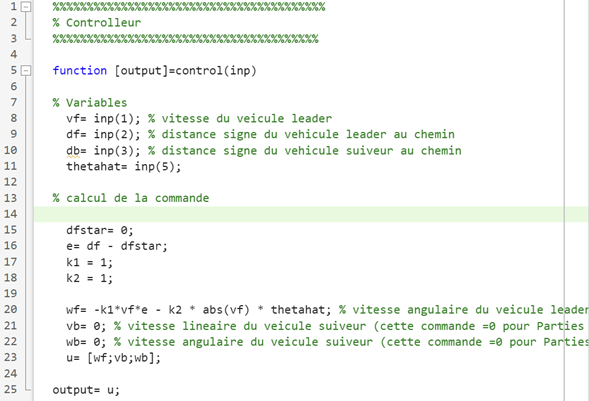 1 %%%%%%%%%%%%%%%%%%%%%%%%%%%%%%%%%%%%%%%%
2 % Controlleur
3 %%%%%%%%%%%%%%%%%%%%%%%%%%%%%%%%%%%%%%%
4
5 function [output]=control(inp)
6
7 % Variables
8 vf= inp(1); % vitesse du veicule leader
9 df= inp(2); % distance signe du vehicule leader au chemin
10 db= inp(3); % distance signe du vehicule suiveur au chemin
11 thetahat= inp(5);
12
13 % calcul de la commande
14
15 dfstar= 0;
16 e= df - dfstar;
17 k1 = 1;
18 k2 = 1;
19
20 wf= -k1*vf*e - k2 * abs(vf) * thetahat; % vitesse angulaire du veicule leader
21 vb= 0; % vitesse lineaire du veicule suiveur (cette commande =0 pour Parties
22 wb= 0; % vitesse angulaire du veicule suiveur (cette commande =0 pour Parties
23 u= [wf;vb;wb];
24
25 output= u;